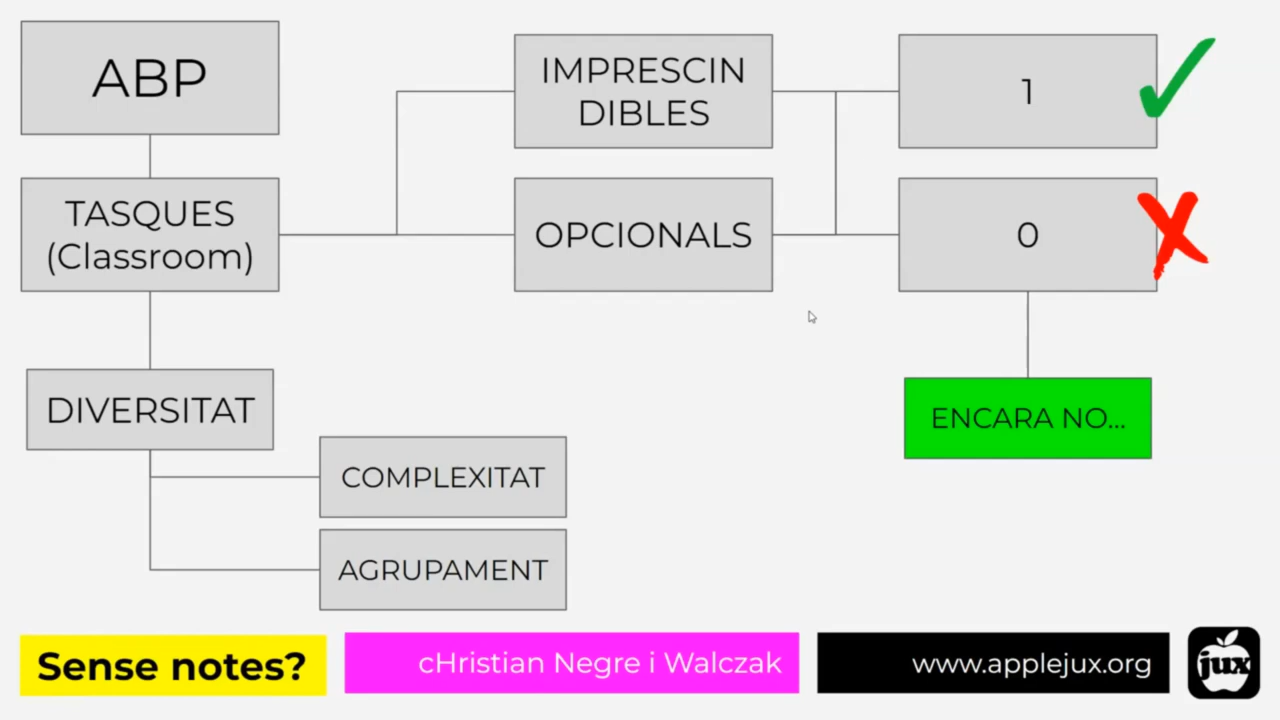 ABP
IMPRESCIN
DIBLES
1
TASQUES
(Classroom)
OPCIONALS
0
DIVERSITAT
ENCARA NO...
COMPLEXITAT
AGRUPAMENT
Sense notes?
cHristian Negre i Walczak
www.applejux.org
jux